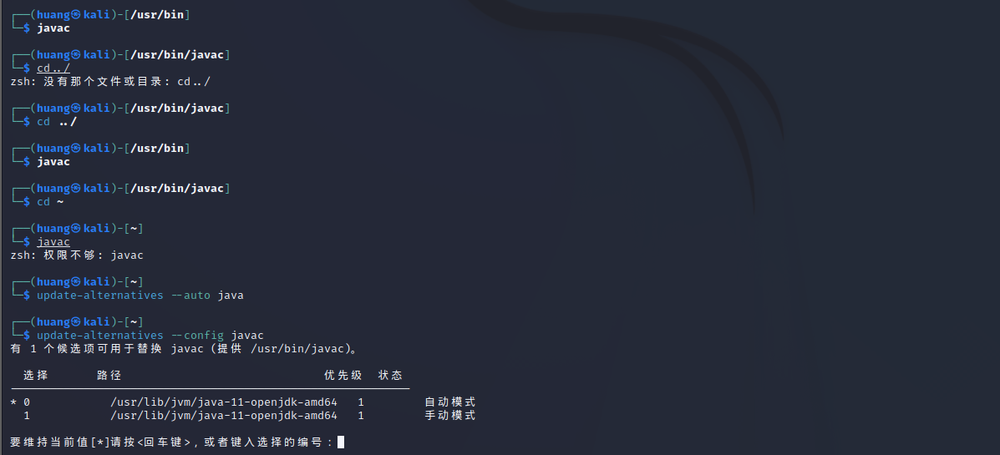 ┌──(huang㉿kali)-[/usr/bin]
└─$ javac
┌──(huang㉿kali)-[/usr/bin/javac]
└─$ cd../
zsh: 没有那个文件或目录: cd../
┌──(huang㉿kali)-[/usr/bin/javac]
└─$ cd ../
┌──(huang㉿kali)-[/usr/bin]
└─$ javac
┌──(huang㉿kali)-[/usr/bin/javac]
└─$ cd ~
┌──(huang㉿kali)-[~]
└─$ javac
zsh: 权限不够: javac
┌──(huang㉿kali)-[~]
└─$ update-alternatives --auto java
┌──(huang㉿kali)-[~]
└─$ update-alternatives --config javac
有 1 个候选项可用于替换 javac (提供 /usr/bin/javac)。
选择 路径 优先级 状态
* 0 /usr/lib/jvm/java-11-openjdk-amd64 1 自动模式
1 /usr/lib/jvm/java-11-openjdk-amd64 1 手动模式
要维持当前值[*]请按<回车键>，或者键入选择的编号：